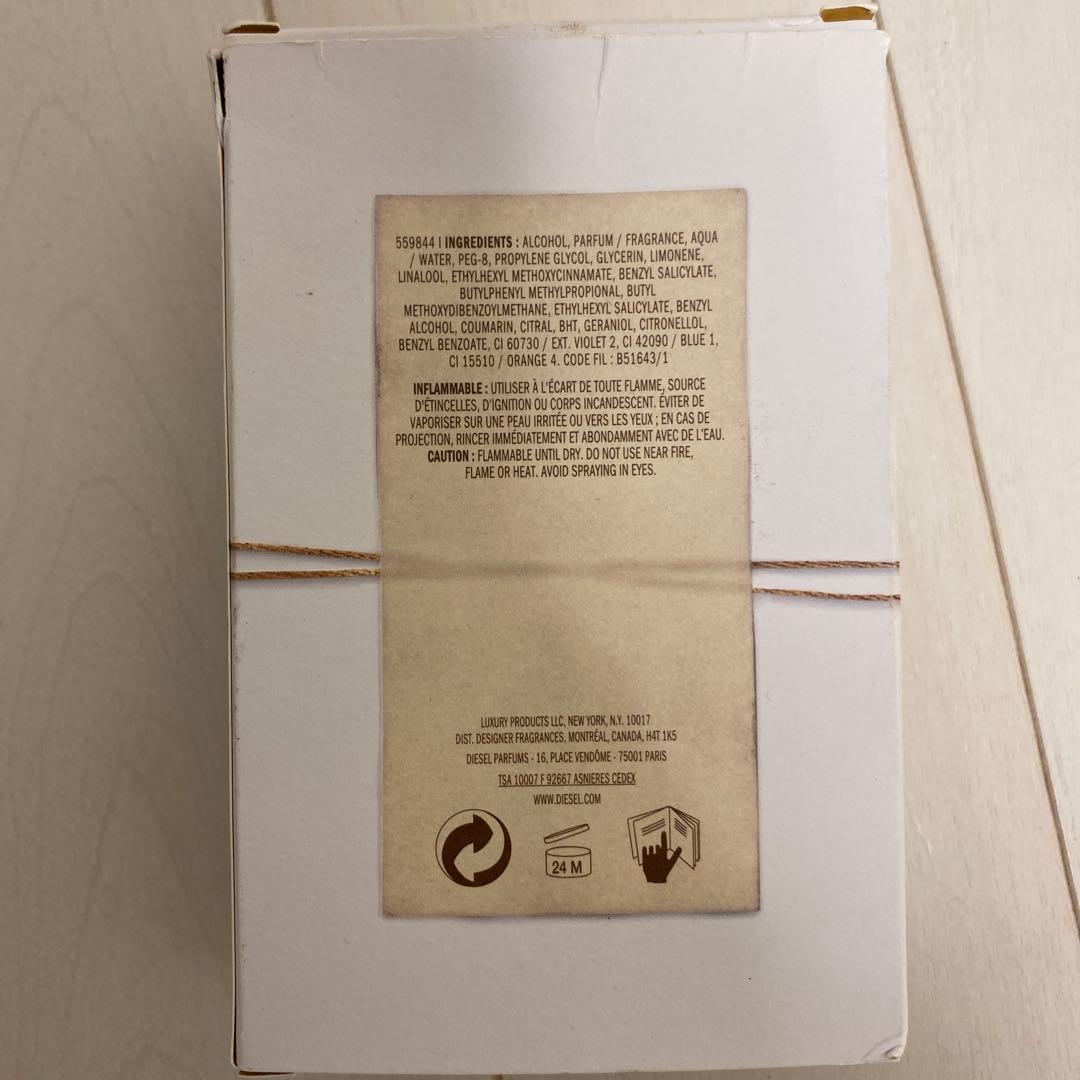 559844 I INGREDIENTS : ALCOHOL, PARFUM / FRAGRANCE, AQUA
/ WATER, PEG-8, PROPYLENE GLYCOL, GLYCERIN, LIMONENE,
LINALOOL, ETHYLHEXYL METHOXYCINNAMATE, BENZYL SALICYLATE,
BUTYLPHENYL METHYLPROPIONAL, BUTYL
METHOXYDIBENZOYLMETHANE, ETHYLHEXYL SALICYLATE, BENZYL
ALCOHOL, COUMARIN, CITRAL, BHT, GERANIOL, CITRONELLOL,
BENZYL BENZOATE, CI 60730 / EXT. VIOLET 2, CI 42090 / BLUE 1,
CI 15510 / ORANGE 4. CODE FIL : B51643/1
INFLAMMABLE : UTILISER À L'ÉCART DE TOUTE FLAMME, SOURCE
D'ÉTINCELLES, D'IGNITION OU CORPS INCANDESCENT. ÉVITER DE
VAPORISER SUR UNE PEAU IRRITÉE OU VERS LES YEUX ; EN CAS DE
PROJECTION, RINCER IMMÉDIATEMENT ET ABONDAMMENT AVEC DE L'EAU.
CAUTION : FLAMMABLE UNTIL DRY. DO NOT USE NEAR FIRE,
FLAME OR HEAT. AVOID SPRAYING IN EYES.
LUXURY PRODUCTS LLC, NEW YORK, N.Y. 10017
DIST. DESIGNER FRAGRANCES, MONTRÉAL, CANADA, H4T 1K5
DIESEL PARFUMS - 16, PLACE VENDÔME - 75001 PARIS
TSA 10007 F 92667 ASNIERES CEDEX
WWW.DIESEL.COM
24 M